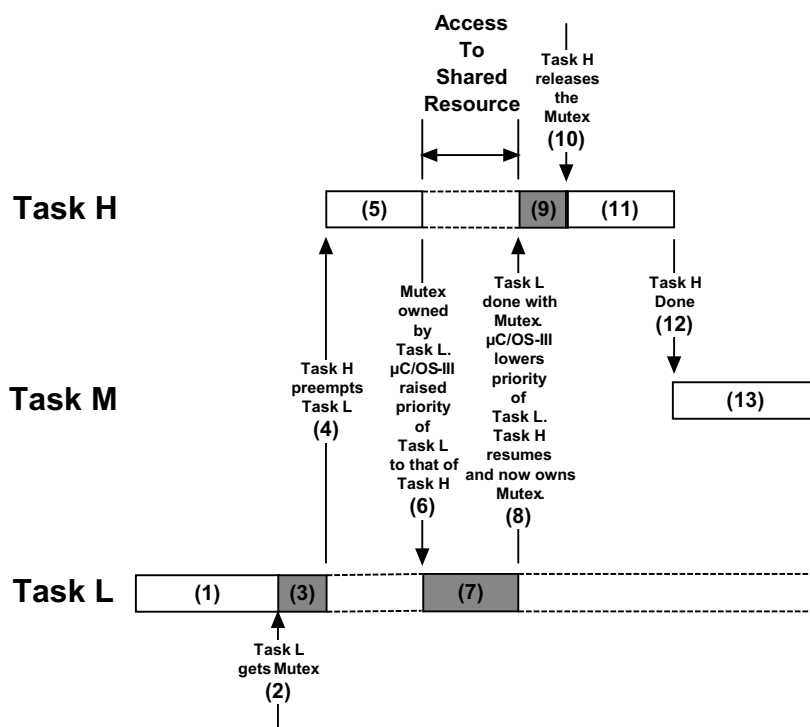 Access
To
Shared
Resource
Task H
releases
the
Mutex
(10)
Task H
(5)
(9)
(11)
Task H
preempts
Task L
(4)
Mutex
owned
by
Task L.
µC/OS-III
raised
priority
of
Task L
to that of
Task H
(6)
Task L
done with
Mutex.
µC/OS-III
lowers
priority
of
Task L.
Task H
resumes
and now owns
Mutex.
(8)
Task H
Done
(12)
Task M
(13)
Task L
(1)
(3)
(7)
Task L
gets Mutex
(2)